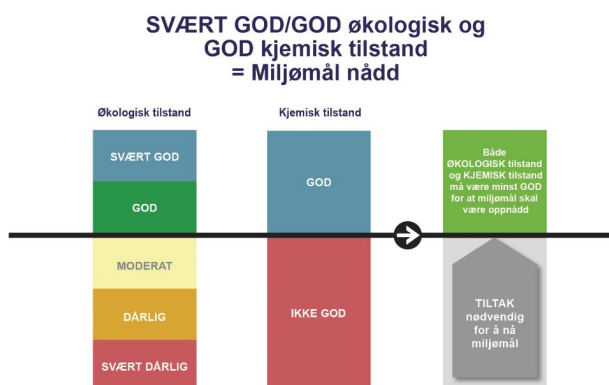 SVÆRT GOD/GOD økologisk og
GOD kjemisk tilstand
= Miljømål nådd
Økologisk tilstand
SVÆRT GOD
GOD
MODERAT
DÅRLIG
SVÆRT DÅRLIG
Kjemisk tilstand
GOD
IKKE GOD
Både
ØKOLOGISK tilstand
og KJEMISK tilstand
må være minst GOD
for at miljømål skal
være oppnådd
TILTAK
nødvendig
for å nå
miljømål